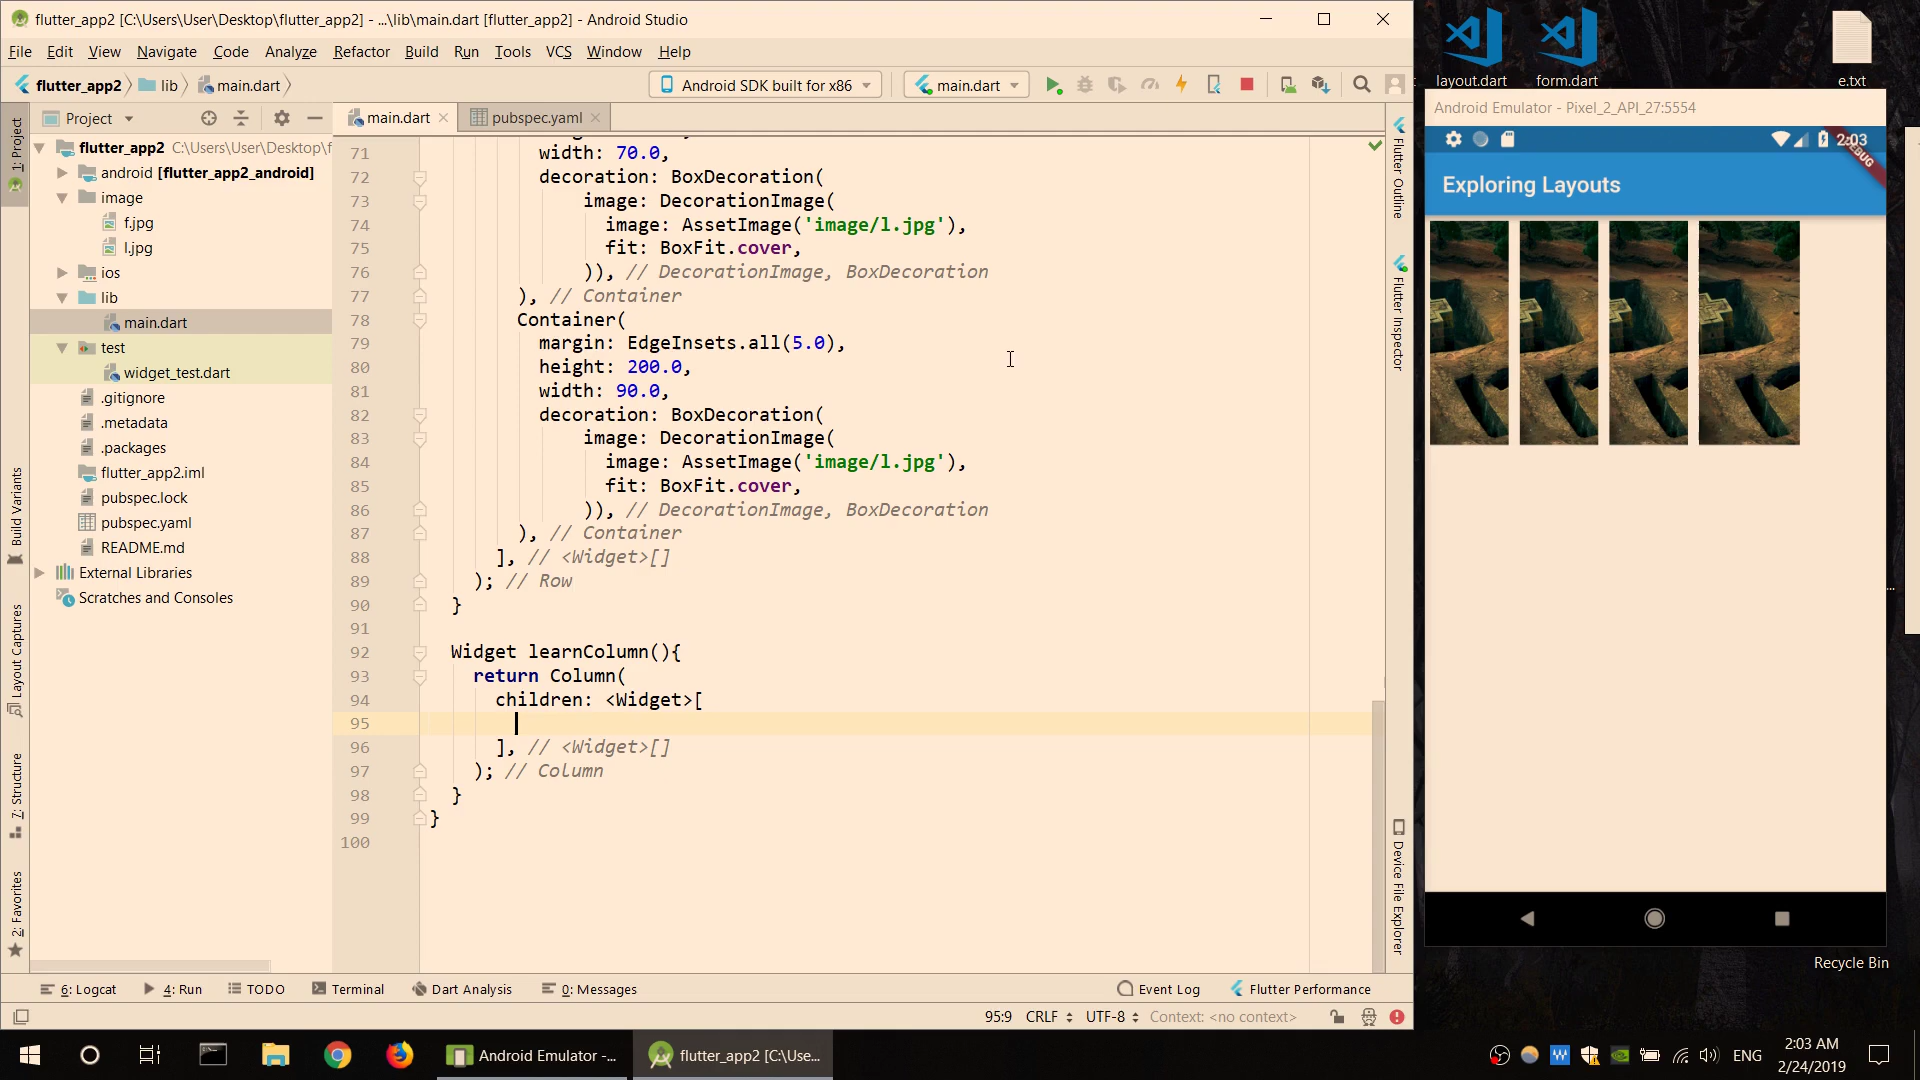 flutter_app2 [C:\Users\User\Desktop\flutter_app2] - ...\lib\main.dart [flutter_app2] - Android Studio
File Edit View Navigate Code Analyze Refactor Build Run Tools VCS Window Help
flutter_app2 lib main.dart
Android SDK built for x86
main.dart
Project
main.dart
pubspec.yaml
flutter_app2 C:\Users\User\Desktop\f
android [flutter_app2_android]
image
f.jpg
l.jpg
ios
lib
main.dart
test
widget_test.dart
.gitignore
.metadata
.packages
flutter_app2.iml
pubspec.lock
pubspec.yaml
README.md
External Libraries
Scratches and Consoles
1: Project
Build Variants
Layout Captures
7: Structure
2: Favorites
71 width: 70.0,
72 decoration: BoxDecoration(
73 image: DecorationImage(
74 image: AssetImage('image/l.jpg'),
75 fit: BoxFit.cover,
76 )), // DecorationImage, BoxDecoration
77 ), // Container
78 Container(
79 margin: EdgeInsets.all(5.0),
80 height: 200.0,
81 width: 90.0,
82 decoration: BoxDecoration(
83 image: DecorationImage(
84 image: AssetImage('image/l.jpg'),
85 fit: BoxFit.cover,
86 )), // DecorationImage, BoxDecoration
87 ), // Container
88 ], // <Widget>[]
89 ); // Row
90 }
91
92 Widget learnColumn(){
93 return Column(
94 children: <Widget>[
95
96 ], // <Widget>[]
97 ); // Column
98 }
99 }
100
Flutter Outline
Flutter Inspector
Device File Explorer
6: Logcat 4: Run TODO Terminal Dart Analysis 0: Messages Event Log Flutter Performance
95:9 CRLF UTF-8 Context: <no context>
layout.dart
form.dart
e.txt
Android Emulator - Pixel_2_API_27:5554
2:03
DEBUG
Exploring Layouts
Recycle Bin
Android Emulator -...
flutter_app2 [C:\Use...
ENG
2:03 AM
2/24/2019